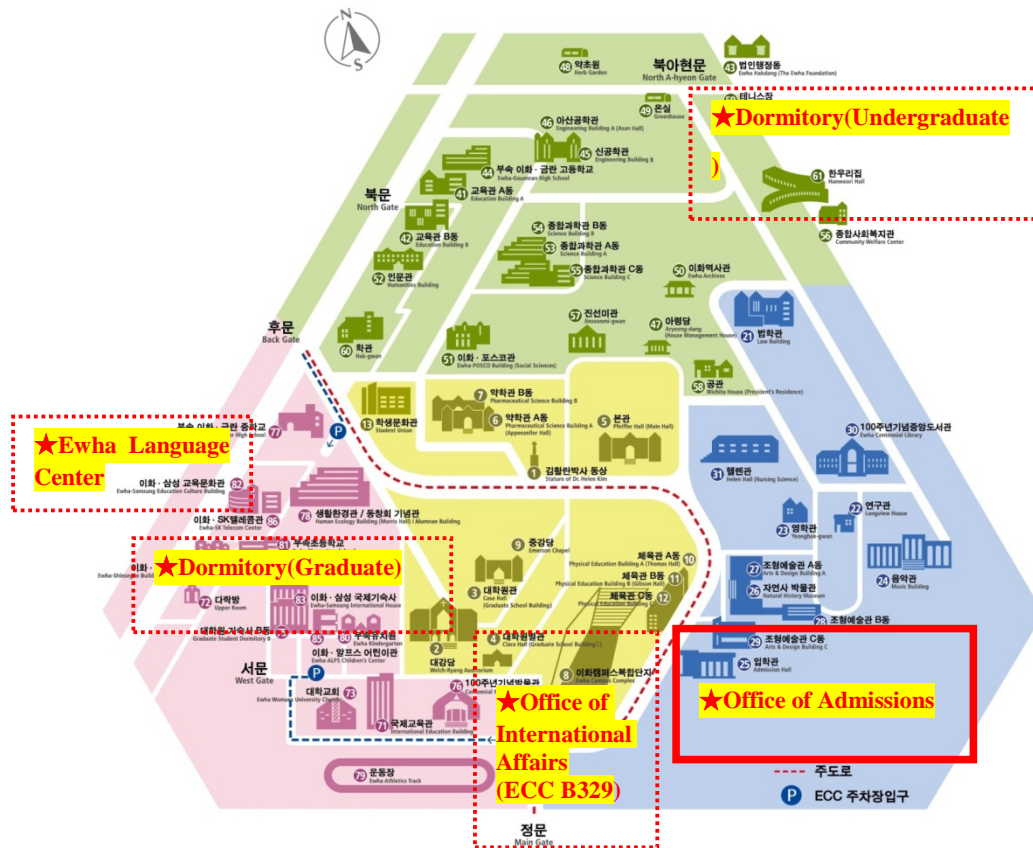 N
S
48 약초원
Herb Garden
북아현문
North A-hyeon Gate
43 법인행정동
Ewha Hakdang (The Ewha Foundation)
49 온실
Greenhouse
테니스장
★Dormitory(Undergraduate
)
46 아산공학관
Engineering Building A (Asan Hall)
45 신공학관
Engineering Building B
44 부속 이화·금란 고등학교
Ewha-Geumnan High School
41 교육관 A동
Education Building A
61 한우리집
Hanwoori Hall
북문
North Gate
42 교육관 B동
Education Building B
54 종합과학관 B동
Science Building B
53 종합과학관 A동
Science Building A
56 종합사회복지관
Community Welfare Center
52 인문관
Humanities Building
55 종합과학관 C동
Science Building C
50 이화역사관
Ewha Archives
후문
Back Gate
57 진선미관
Jinseonmi-gwan
47 아령당
Aryeong-dang
(House Management House)
21 법학관
Law Building
60 학관
Hak-gwan
51 이화·포스코관
Ewha-POSCO Building (Social Sciences)
58 공관
Wichita House (President's Residence)
7 약학관 B동
Pharmaceutical Science Building B
13 학생문화관
Student Union
6 약학관 A동
Pharmaceutical Science Building A
(Appenzeller Hall)
5 본관
Pfeiffer Hall (Main Hall)
77
P
★Ewha Language
Center
30 100주년기념중앙도서관
Ewha Centennial Library
1 김활란박사 동상
Stature of Dr. Helen Kim
31 헬렌관
Helen Hall (Nursing Science)
82 이화·삼성 교육문화관
Ewha-Samsung Education Culture Building
78 생활환경관 / 동창회 기념관
Human Ecology Building (Morris Hall) / Alumnae Building
86 이화·SK텔레콤관
Ewha-SK Telecom Center
22 연구관
Longview House
23 영학관
Yeonghak-gwan
81 부속초등학교
9 중강당
Emerson Chapel
체육관 A동 10
Physical Education Building A (Thomas Hall)
체육관 B동 11
Physical Education Building B (Gibson Hall)
체육관 C동 12
Physical Education Building C
27 조형예술관 A동
Arts & Design Building A
26 자연사 박물관
Natural History Museum
24 음악관
Music Building
★Dormitory(Graduate)
3 대학원관
Case Hall
(Graduate School Building)
72 다락방
Upper Room
83 이화·삼성 국제기숙사
Ewha-Samsung International House
28 조형예술관 B동
대학원 기숙사 B동
Graduate Student Dormitory B
85
80 부속유치원
Ewha Kindergarten
이화·알프스 어린이관
Ewha-ALPS Children's Center
2 대강당
Welch-Ryang Auditorium
4 대학원별관
29 조형예술관 C동
Arts & Design Building C
25 입학관
Admission Hall
서문
West Gate
P
8 이화캠퍼스복합단지
Ewha Campus Complex
대학교회 73
Ewha Womans University Church
71 국제교육관
International Education Building
76 100주년기념박물관
★Office of
International
Affairs
(ECC B329)
★Office of Admissions
79 운동장
Ewha Athletics Track
주도로
P ECC 주차장입구
정문
Main Gate